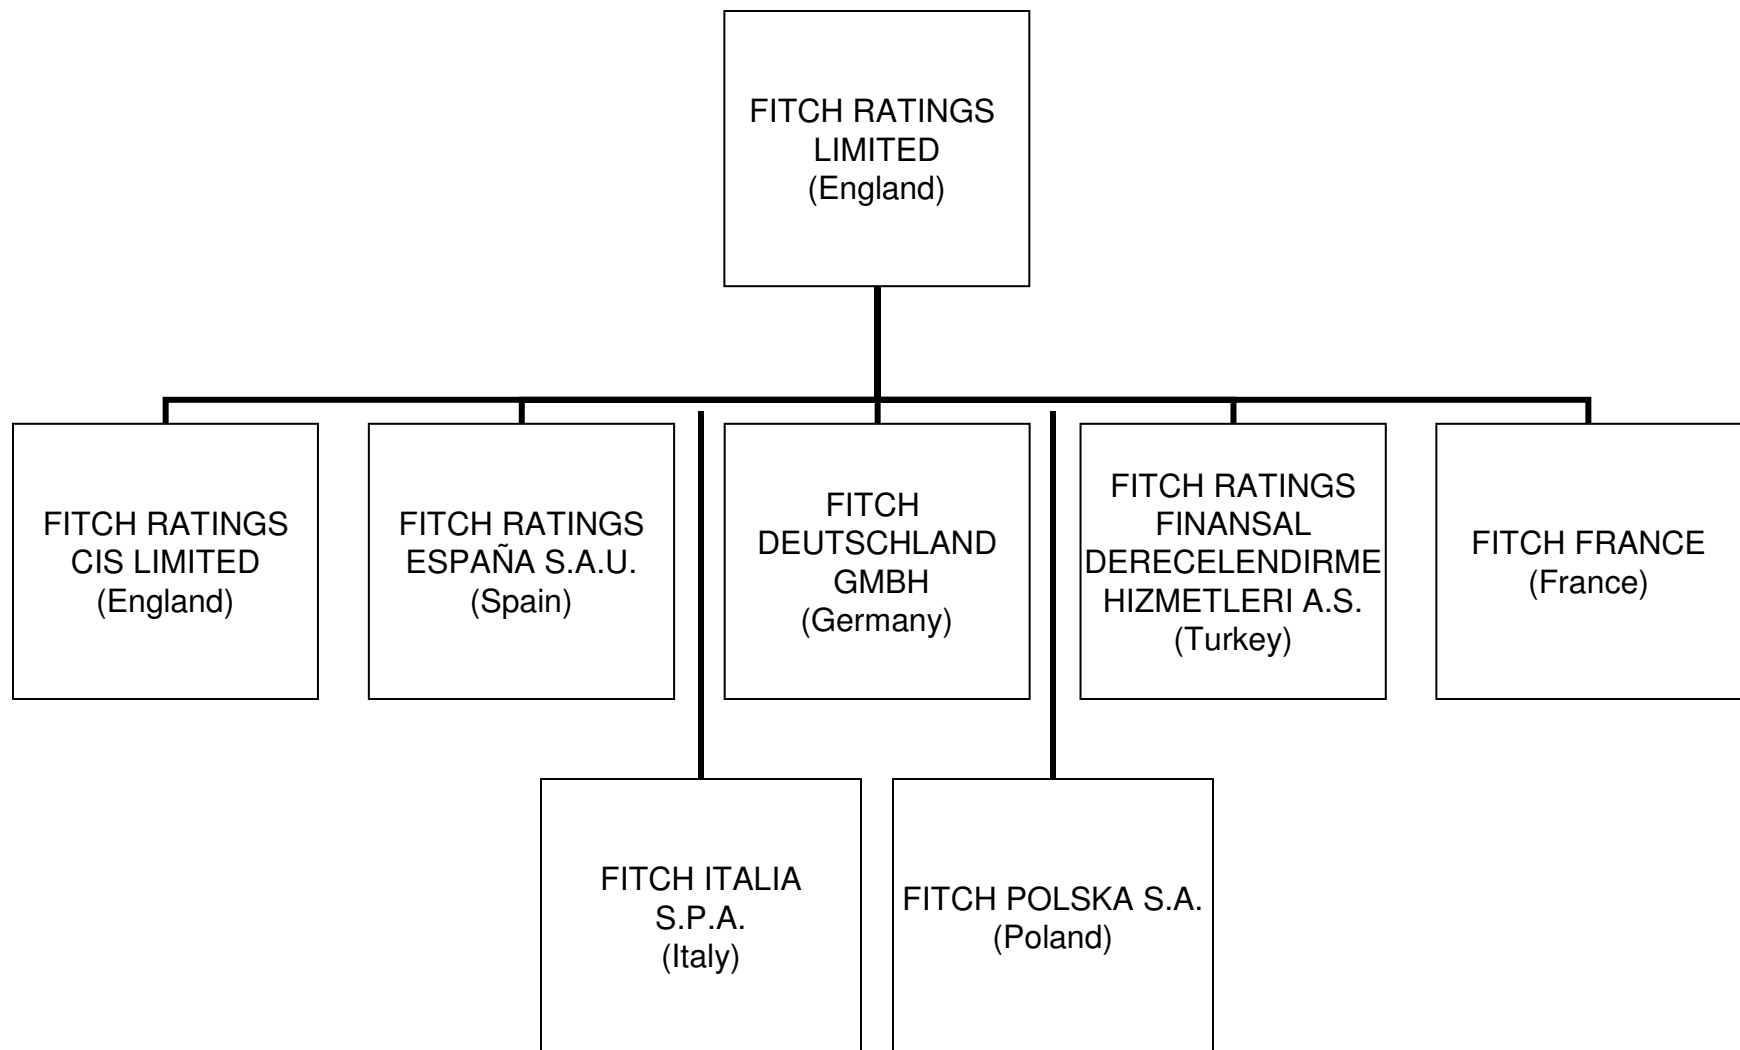 FITCH RATINGS
LIMITED
(England)
FITCH RATINGS
CIS LIMITED
(England)
FITCH RATINGS
ESPAÑA S.A.U.
(Spain)
FITCH
DEUTSCHLAND
GMBH
(Germany)
FITCH RATINGS
FINANSAL
DERECELENDIRME
HIZMETLERI A.S.
(Turkey)
FITCH FRANCE
(France)
FITCH ITALIA
S.P.A.
(Italy)
FITCH POLSKA S.A.
(Poland)